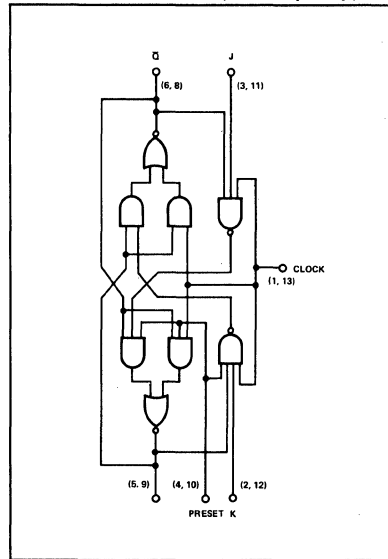 Q̅ J
(6, 8) (3, 11)
CLOCK
(1, 13)
(5, 9) (4, 10) (2, 12)
PRESET K